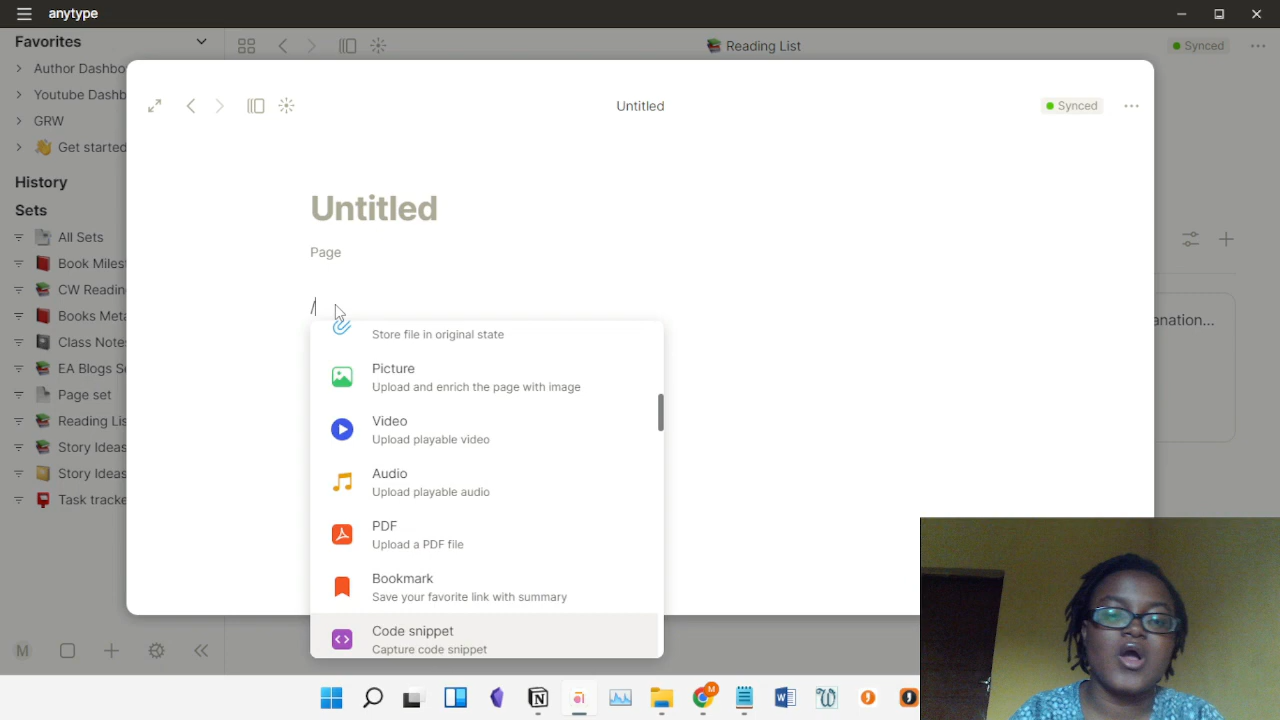 anytype
Favorites
Reading List
Synced
Author Dashbo
Youtube Dashb
GRW
Get started
History
Sets
All Sets
Book Milest
CW Readin
Books Meta
Class Note
EA Blogs S
Page set
Reading Lis
Story Ideas
Story Ideas
Task tracke
M
Untitled
Synced
Untitled
Page
/
Store file in original state
Picture
Upload and enrich the page with image
Video
Upload playable video
Audio
Upload playable audio
PDF
Upload a PDF file
Bookmark
Save your favorite link with summary
Code snippet
Capture code snippet
anation...
M